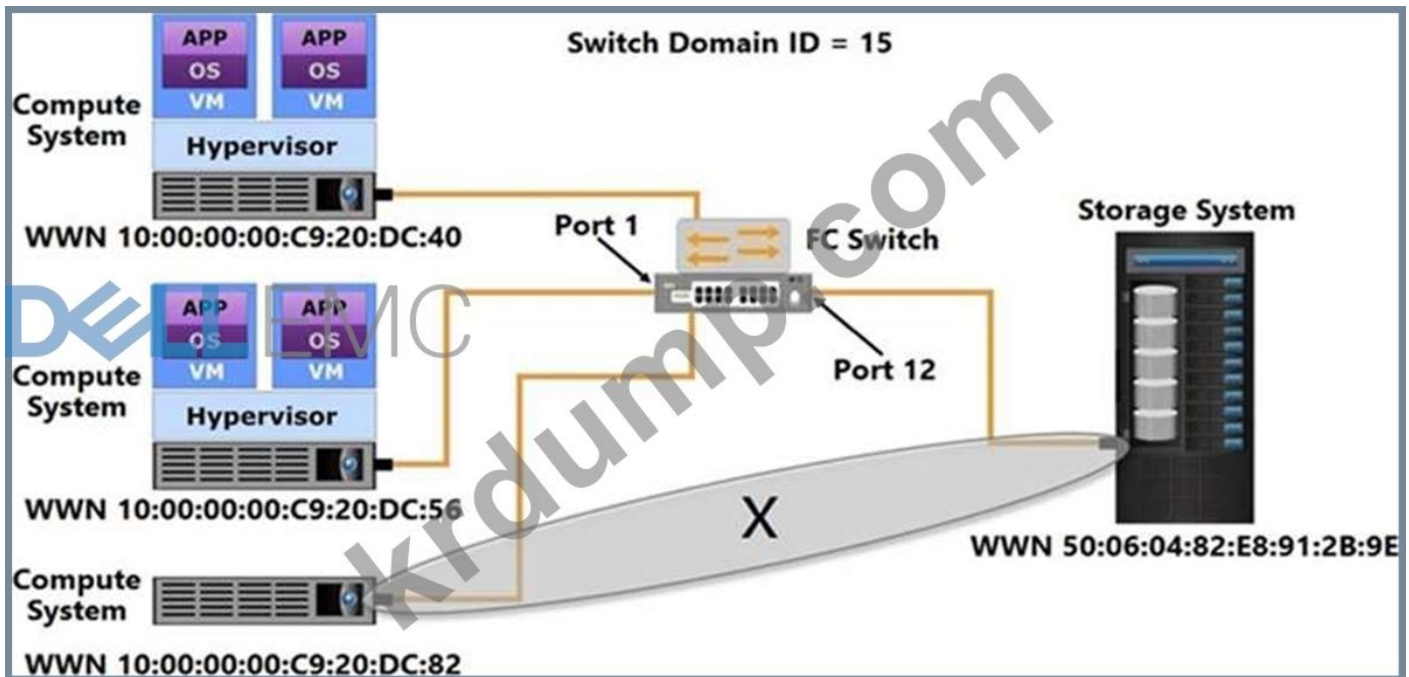 Switch Domain ID = 15
APP
OS
VM
APP
OS
VM
Compute
System
Hypervisor
WWN 10:00:00:00:C9:20:DC:40
Port 1
FC Switch
Storage System
APP
OS
VM
APP
OS
VM
DELL EMC
Compute
System
Hypervisor
Port 12
WWN 10:00:00:00:C9:20:DC:56
X
WWN 50:06:04:82:E8:91:2B:9E
Compute
System
WWN 10:00:00:00:C9:20:DC:82
krdump.com